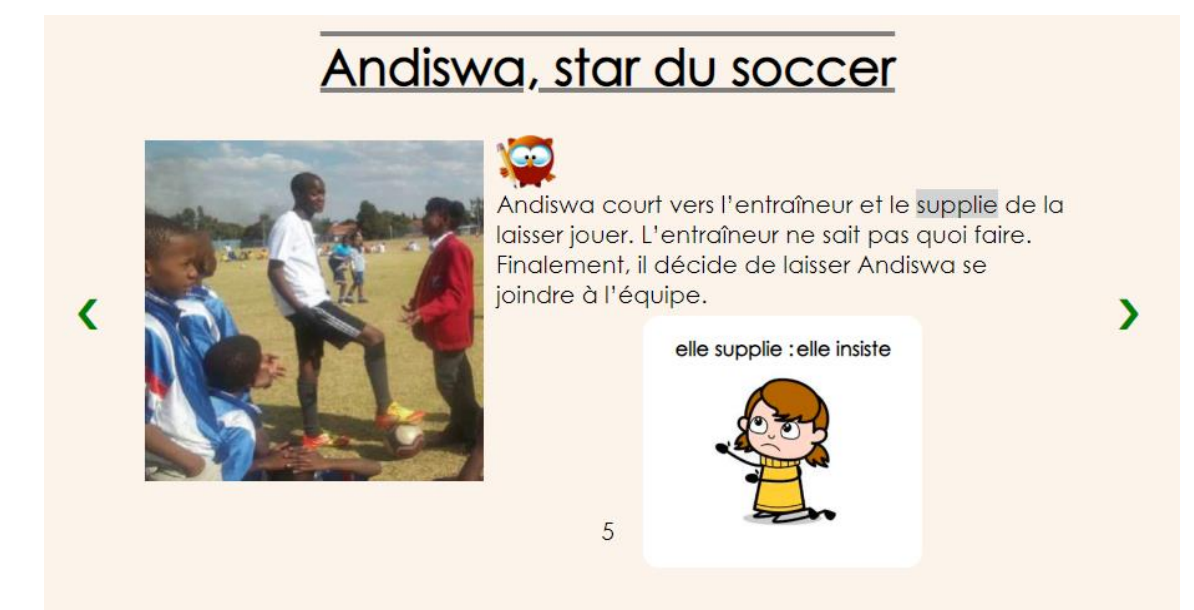 Andiswa, star du soccer
Andiswa court vers l’entraîneur et le supplie de la
laisser jouer. L’entraîneur ne sait pas quoi faire.
Finalement, il décide de laisser Andiswa se
joindre à l’équipe.
elle supplie : elle insiste
5